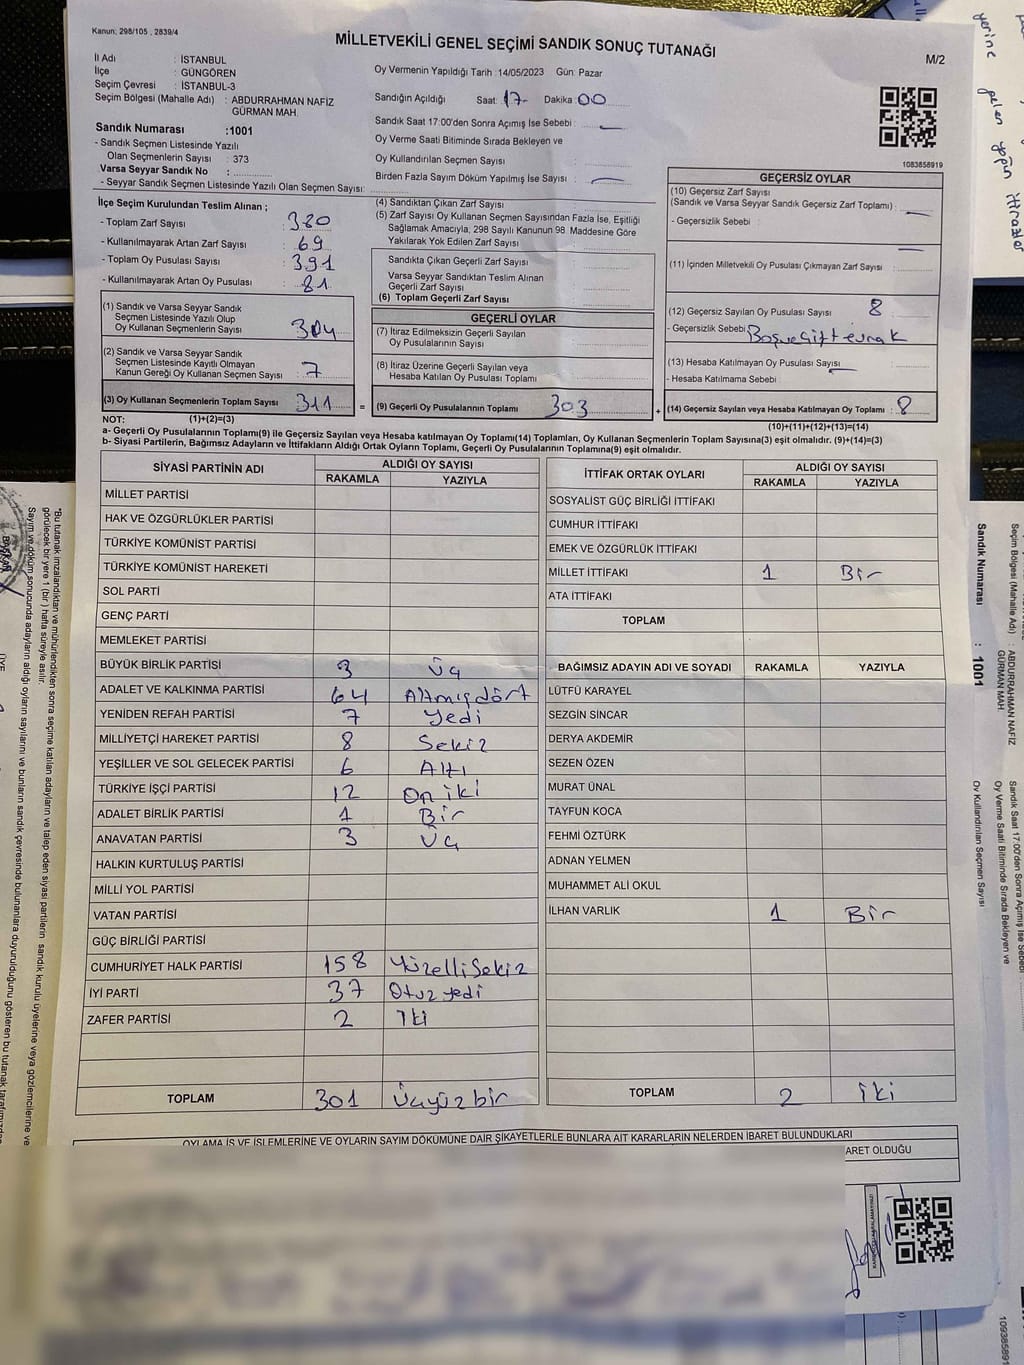 Kanun: 298/105 , 2839/4
MİLLETVEKİLİ GENEL SEÇİMİ SANDIK SONUÇ TUTANAĞI
M/2
İl Adı : İSTANBUL
İlçe : GÜNGÖREN
Seçim Çevresi : İSTANBUL-3
Seçim Bölgesi (Mahalle Adı) : ABDURRAHMAN NAFİZ
GÜRMAN MAH.
Sandık Numarası :1001
- Sandık Seçmen Listesinde Yazılı
Olan Seçmenlerin Sayısı : 373
Varsa Seyyar Sandık No :
- Seyyar Sandık Seçmen Listesinde Yazılı Olan Seçmen Sayısı:
Oy Vermenin Yapıldığı Tarih :14/05/2023 Gün: Pazar
Sandığın Açıldığı Saat: 17- Dakika 00
Sandık Saat 17:00'den Sonra Açımış İse Sebebi : —
Oy Verme Saati Bitiminde Sırada Bekleyen ve
Oy Kullandırılan Seçmen Sayısı :
Birden Fazla Sayım Döküm Yapılmış İse Sayısı : —
1083858919
İlçe Seçim Kurulundan Teslim Alınan ;
- Toplam Zarf Sayısı : 380
- Kullanılmayarak Artan Zarf Sayısı : 69
- Toplam Oy Pusulası Sayısı : 391
- Kullanılmayarak Artan Oy Pusulası : 81
(1) Sandık ve Varsa Seyyar Sandık
Seçmen Listesinde Yazılı Olup
Oy Kullanan Seçmenlerin Sayısı : 304
(2) Sandık ve Varsa Seyyar Sandık
Seçmen Listesinde Kayıtlı Olmayan
Kanun Gereği Oy Kullanan Seçmen Sayısı : 7
(3) Oy Kullanan Seçmenlerin Toplam Sayısı : 311 =
(4) Sandıktan Çıkan Zarf Sayısı :
(5) Zarf Sayısı Oy Kullanan Seçmen Sayısından Fazla İse, Eşitliği
Sağlamak Amacıyla, 298 Sayılı Kanunun 98. Maddesine Göre
Yakılarak Yok Edilen Zarf Sayısı :
Sandıkta Çıkan Geçerli Zarf Sayısı :
Varsa Seyyar Sandıktan Teslim Alınan
Geçerli Zarf Sayısı :
(6) Toplam Geçerli Zarf Sayısı :
GEÇERLİ OYLAR
(7) İtiraz Edilmeksizin Geçerli Sayılan
Oy Pusulalarının Sayısı :
(8) İtiraz Üzerine Geçerli Sayılan veya
Hesaba Katılan Oy Pusulası Toplamı :
(9) Geçerli Oy Pusulalarının Toplamı : 303 +
GEÇERSİZ OYLAR
(10) Geçersiz Zarf Sayısı
(Sandık ve Varsa Seyyar Sandık Geçersiz Zarf Toplamı) : —
- Geçersizlik Sebebi : —
(11) İçinden Milletvekili Oy Pusulası Çıkmayan Zarf Sayısı :
(12) Geçersiz Sayılan Oy Pusulası Sayısı : 8
- Geçersizlik Sebebi : Boş ve Çift evrak
(13) Hesaba Katılmayan Oy Pusulası Sayısı : —
- Hesaba Katılmama Sebebi :
(14) Geçersiz Sayılan veya Hesaba Katılmayan Oy Toplamı : 8
NOT: (1)+(2)=(3) (10)+(11)+(12)+(13)=(14)
a- Geçerli Oy Pusulalarının Toplamı(9) ile Geçersiz Sayılan veya Hesaba katılmayan Oy Toplamı(14) Toplamları, Oy Kullanan Seçmenlerin Toplam Sayısına(3) eşit olmalıdır. (9)+(14)=(3)
b- Siyasi Partilerin, Bağımsız Adayların ve İttifakların Aldığı Ortak Oyların Toplamı, Geçerli Oy Pusulalarının Toplamına(9) eşit olmalıdır.
SİYASİ PARTİNİN ADI ALDIĞI OY SAYISI
RAKAMLA YAZIYLA
MİLLET PARTİSİ
HAK VE ÖZGÜRLÜKLER PARTİSİ
TÜRKİYE KOMÜNİST PARTİSİ
TÜRKİYE KOMÜNİST HAREKETİ
SOL PARTİ
GENÇ PARTİ
MEMLEKET PARTİSİ
BÜYÜK BİRLİK PARTİSİ 3 Üç
ADALET VE KALKINMA PARTİSİ 64 Altmışdört
YENİDEN REFAH PARTİSİ 7 Yedi
MİLLİYETÇİ HAREKET PARTİSİ 8 Sekiz
YEŞİLLER VE SOL GELECEK PARTİSİ 6 Altı
TÜRKİYE İŞÇİ PARTİSİ 12 On iki
ADALET BİRLİK PARTİSİ 1 Bir
ANAVATAN PARTİSİ 3 Üç
HALKIN KURTULUŞ PARTİSİ
MİLLİ YOL PARTİSİ
VATAN PARTİSİ
GÜÇ BİRLİĞİ PARTİSİ
CUMHURİYET HALK PARTİSİ 158 Yüzelli Sekiz
İYİ PARTİ 37 Otuz yedi
ZAFER PARTİSİ 2 İki
TOPLAM 301 Üçyüz bir
İTTİFAK ORTAK OYLARI ALDIĞI OY SAYISI
RAKAMLA YAZIYLA
SOSYALİST GÜÇ BİRLİĞİ İTTİFAKI
CUMHUR İTTİFAKI
EMEK VE ÖZGÜRLÜK İTTİFAKI
MİLLET İTTİFAKI 1 Bir
ATA İTTİFAKI
TOPLAM
BAĞIMSIZ ADAYIN ADI VE SOYADI RAKAMLA YAZIYLA
LÜTFÜ KARAYEL
SEZGİN SİNCAR
DERYA AKDEMİR
SEZEN ÖZEN
MURAT ÜNAL
TAYFUN KOCA
FEHMİ ÖZTÜRK
ADNAN YELMEN
MUHAMMET ALİ OKUL
İLHAN VARLIK 1 Bir
TOPLAM 2 iki
OYLAMA İŞ VE İŞLEMLERİNE VE OYLARIN SAYIM DÖKÜMÜNE DAİR ŞİKAYETLERLE BUNLARA AİT KARARLARIN NELERDEN İBARET BULUNDUKLARI
ARET OLDUĞU
yerine gelen
"Bu tutanak imzalandıktan ve mühürlendikten sonra seçime katılan adayların ve talep eden siyasi partilerin, sandık kurulu üyelerine veya gözlemcilerine ve
görülecek bir yere 1 (bir) hafta süreyle asılır.
Sayım ve döküm sonucunda adayların aldığı oyların sayılarını ve bunların sandık çevresinde bulunanlara duyurulduğunu gösteren bu tutanak
Seçim Bölgesi (Mahalle Adı) : ABDURRAHMAN NAFİZ
GÜRMAN MAH.
Sandık Numarası : 1001
Sandık Saat 17:00'den Sonra Açımış İse Sebebi
Oy Verme Saati Bitiminde Sırada Bekleyen ve
Oy Kullandırılan Seçmen Sayısı